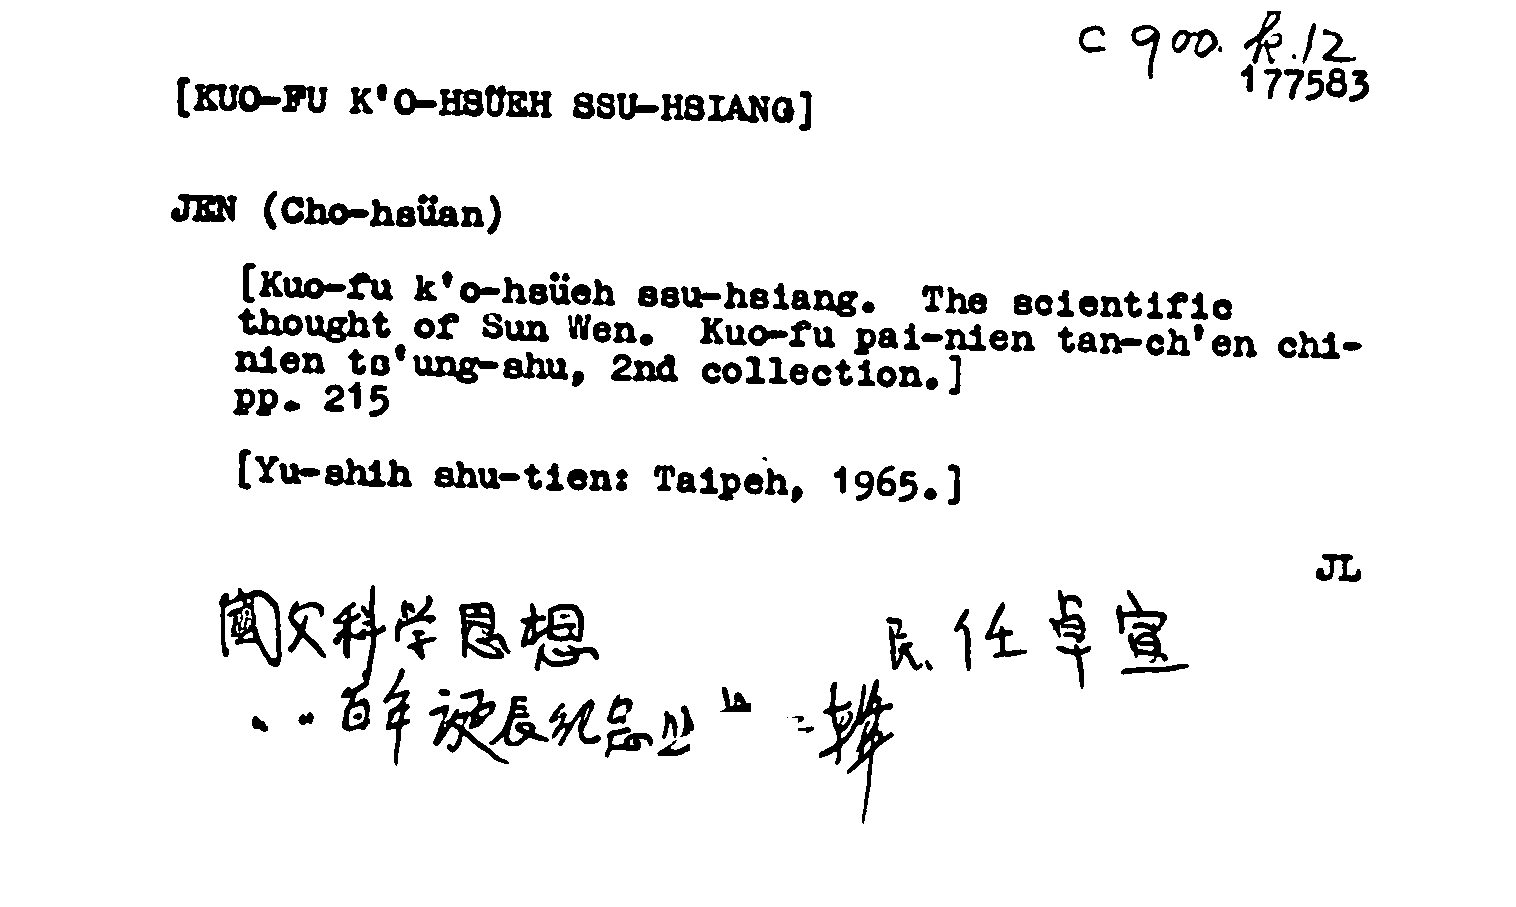 C 900. k. 12
177583
[KUO-FU K'O-HSÜEH SSU-HSIANG]
JEN (Cho-hsüan)
[Kuo-fu k'o-hsüeh ssu-hsiang. The scientific
thought of Sun Wen. Kuo-fu pai-nien tan-ch'en chi-
nien ts'ung-shu, 2nd collection.]
pp. 215
[Yu-shih shu-tien: Taipeh, 1965.]
JL
國父科学思想 民. 任卓宣
百年誕辰紀念丛 二輯